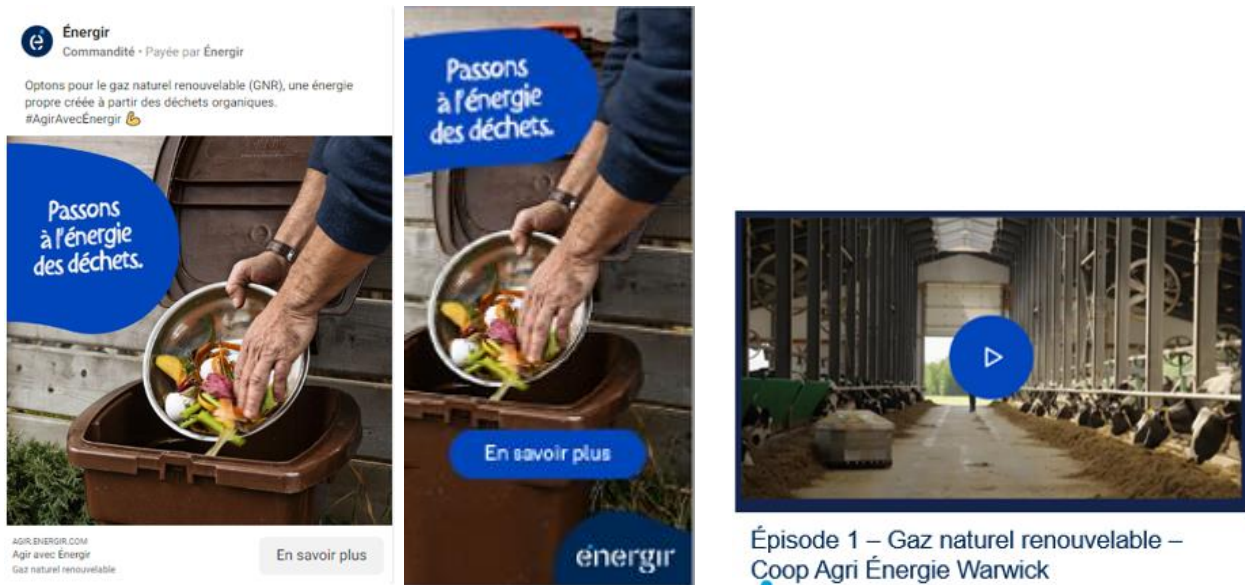 Énergir
Commandité • Payée par Énergir
Optons pour le gaz naturel renouvelable (GNR), une énergie
propre créée à partir des déchets organiques.
#AgirAvecÉnergir 💪
Passons
à l'énergie
des déchets.
AGIR.ENERGIR.COM
Agir avec Énergir
Gaz naturel renouvelable
En savoir plus
Passons
à l'énergie
des déchets.
En savoir plus
énergir
Épisode 1 – Gaz naturel renouvelable –
Coop Agri Énergie Warwick